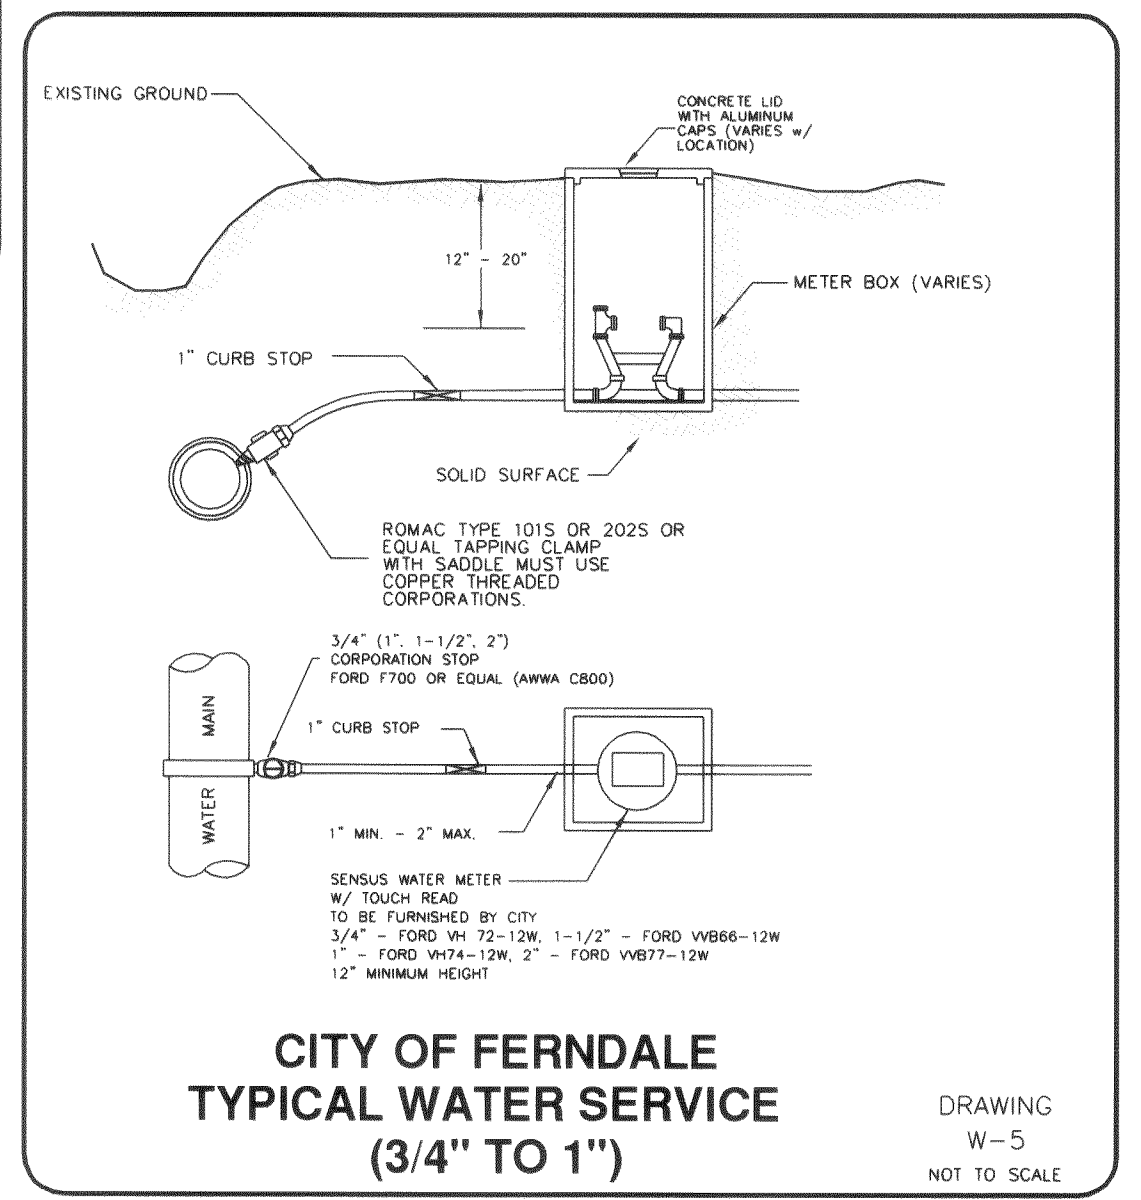 EXISTING GROUND
CONCRETE LID
WITH ALUMINUM
CAPS (VARIES w/
LOCATION)
12" - 20"
METER BOX (VARIES)
1" CURB STOP
SOLID SURFACE
ROMAC TYPE 101S OR 202S OR
EQUAL TAPPING CLAMP
WITH SADDLE MUST USE
COPPER THREADED
CORPORATIONS.
3/4" (1", 1-1/2", 2")
CORPORATION STOP
FORD F700 OR EQUAL (AWWA C800)
WATER MAIN
1" CURB STOP
1" MIN. - 2" MAX.
SENSUS WATER METER
W/ TOUCH READ
TO BE FURNISHED BY CITY
3/4" - FORD VH 72-12W, 1-1/2" - FORD VVB66-12W
1" - FORD VH74-12W, 2" - FORD VVB77-12W
12" MINIMUM HEIGHT
CITY OF FERNDALE
TYPICAL WATER SERVICE
(3/4" TO 1")
DRAWING
W-5
NOT TO SCALE